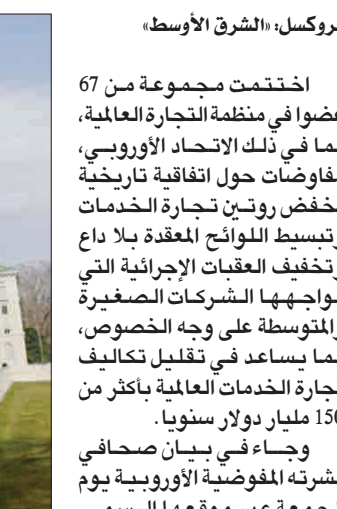 بروكسل: «الشرق الأوسط»
اختتمت مجموعة من 67
عضوا في منظمة التجارة العالمية،
بما في ذلك الاتحاد الأوروبي،
مفاوضات حول اتفاقية تاريخية
لخفض روتين تجارة الخدمات
وتبسيط اللوائح المعقدة بلا داع
وتخفيف العقبات الإجرائية التي
تواجهها الشركات الصغيرة
والمتوسطة على وجه الخصوص،
مما يساعد في تقليل تكاليف
تجارة الخدمات العالمية بأكثر من
150 مليار دولار سنويا.
وجاء في بيان صحافي
نشرته المفوضية الأوروبية يوم